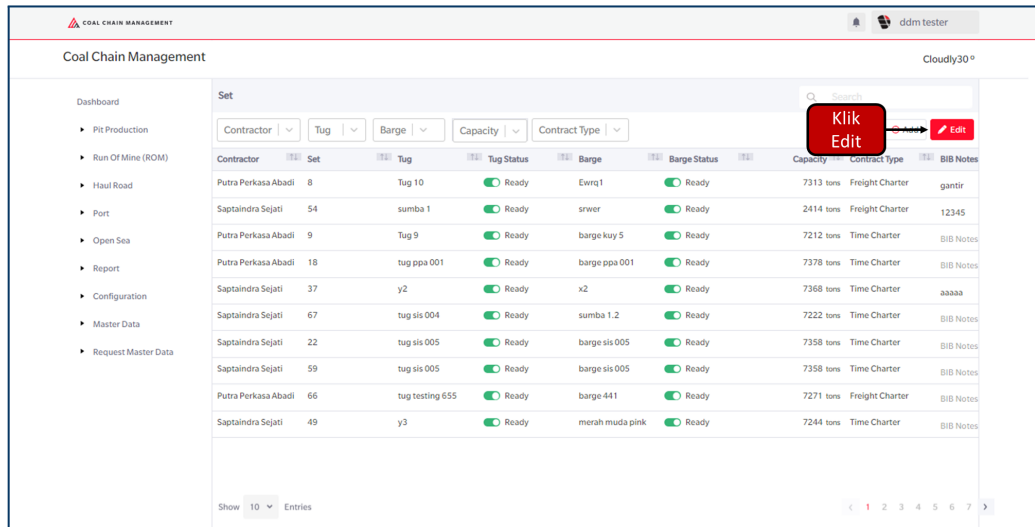 COAL CHAIN MANAGEMENT
ddm tester
Coal Chain Management
Cloudly30°
Dashboard
Pit Production
Run Of Mine (ROM)
Haul Road
Port
Open Sea
Report
Configuration
Master Data
Request Master Data
Set
Search
Contractor Tug Barge Capacity Contract Type
Klik
Edit
Add
Edit
Contractor Set Tug Tug Status Barge Barge Status Capacity Contract Type BIB Notes
Putra Perkasa Abadi 8 Tug 10 Ready Ewrq1 Ready 7313 tons Freight Charter gantir
Saptaindra Sejati 54 sumba 1 Ready srwer Ready 2414 tons Freight Charter 12345
Putra Perkasa Abadi 9 Tug 9 Ready barge kuy 5 Ready 7212 tons Time Charter BIB Notes
Putra Perkasa Abadi 18 tug ppa 001 Ready barge ppa 001 Ready 7378 tons Time Charter BIB Notes
Saptaindra Sejati 37 y2 Ready x2 Ready 7368 tons Time Charter aaaaa
Saptaindra Sejati 67 tug sis 004 Ready sumba 1.2 Ready 7222 tons Time Charter BIB Notes
Saptaindra Sejati 22 tug sis 005 Ready barge sis 005 Ready 7358 tons Time Charter BIB Notes
Saptaindra Sejati 59 tug sis 005 Ready barge sis 005 Ready 7358 tons Time Charter BIB Notes
Putra Perkasa Abadi 66 tug testing 655 Ready barge 441 Ready 7271 tons Freight Charter BIB Notes
Saptaindra Sejati 49 y3 Ready merah muda pink Ready 7244 tons Time Charter BIB Notes
Show 10 Entries
1 2 3 4 5 6 7